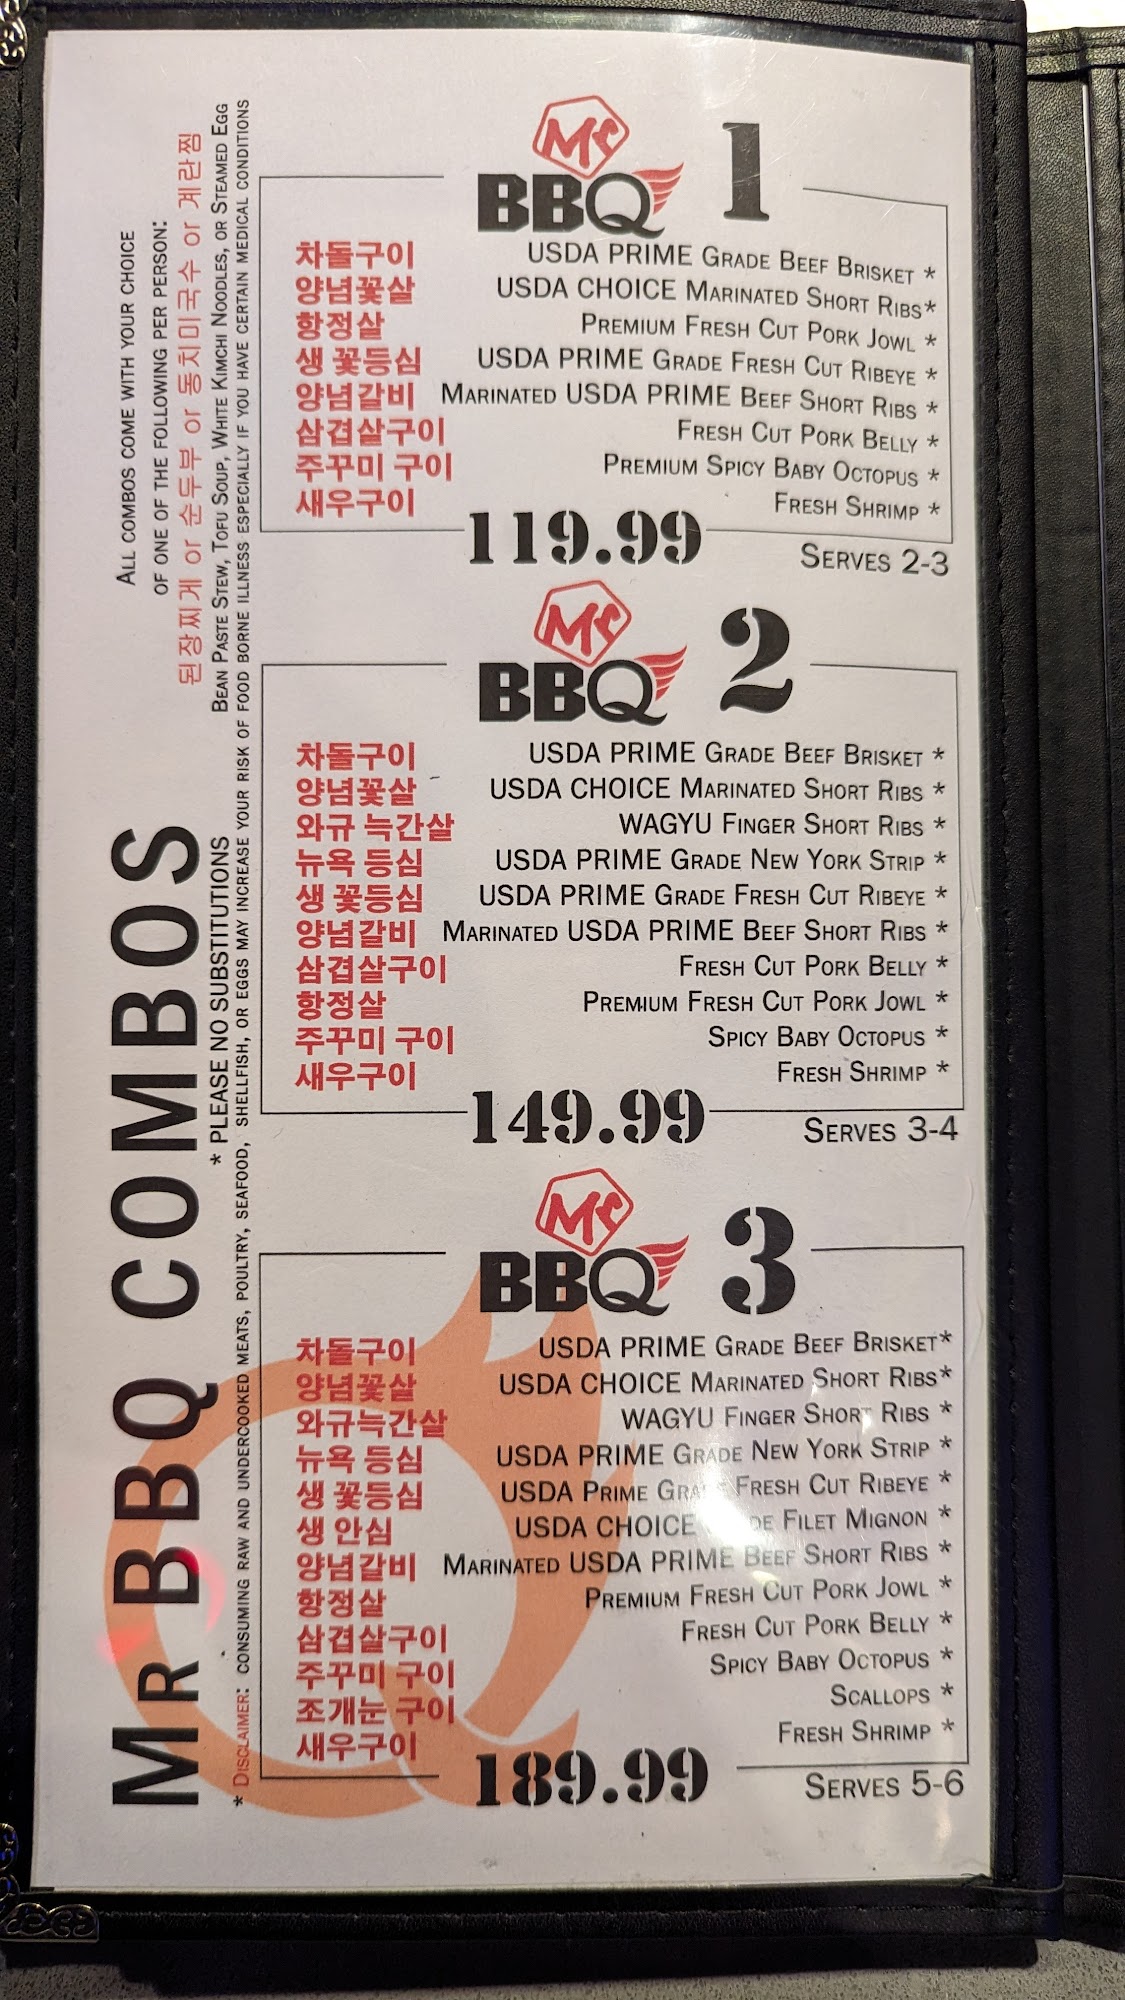 MR BBQ COMBOS
ALL COMBOS COME WITH YOUR CHOICE
OF ONE OF THE FOLLOWING PER PERSON:
된장찌게 or 순두부 or 동치미국수 or 계란찜
BEAN PASTE STEW, TOFU SOUP, WHITE KIMCHI NOODLES, OR STEAMED EGG
* PLEASE NO SUBSTITUTIONS
* DISCLAIMER: CONSUMING RAW AND UNDERCOOKED MEATS, POULTRY, SEAFOOD, SHELLFISH, OR EGGS MAY INCREASE YOUR RISK OF FOOD BORNE ILLNESS ESPECIALLY IF YOU HAVE CERTAIN MEDICAL CONDITIONS
Mr
BBQ 1
차돌구이 USDA PRIME GRADE BEEF BRISKET *
양념꽃살 USDA CHOICE MARINATED SHORT RIBS*
항정살 PREMIUM FRESH CUT PORK JOWL *
생 꽃등심 USDA PRIME GRADE FRESH CUT RIBEYE *
양념갈비 MARINATED USDA PRIME BEEF SHORT RIBS *
삼겹살구이 FRESH CUT PORK BELLY *
주꾸미 구이 PREMIUM SPICY BABY OCTOPUS *
새우구이 FRESH SHRIMP *
119.99 SERVES 2-3
Mr
BBQ 2
차돌구이 USDA PRIME GRADE BEEF BRISKET *
양념꽃살 USDA CHOICE MARINATED SHORT RIBS *
와규 늑간살 WAGYU FINGER SHORT RIBS *
뉴욕 등심 USDA PRIME GRADE NEW YORK STRIP *
생 꽃등심 USDA PRIME GRADE FRESH CUT RIBEYE *
양념갈비 MARINATED USDA PRIME BEEF SHORT RIBS *
삼겹살구이 FRESH CUT PORK BELLY *
항정살 PREMIUM FRESH CUT PORK JOWL *
주꾸미 구이 SPICY BABY OCTOPUS *
새우구이 FRESH SHRIMP *
149.99 SERVES 3-4
Mr
BBQ 3
차돌구이 USDA PRIME GRADE BEEF BRISKET*
양념꽃살 USDA CHOICE MARINATED SHORT RIBS*
와규늑간살 WAGYU FINGER SHORT RIBS *
뉴욕 등심 USDA PRIME GRADE NEW YORK STRIP *
생 꽃등심 USDA PRIME GRADE FRESH CUT RIBEYE *
생 안심 USDA CHOICE GRADE FILET MIGNON *
양념갈비 MARINATED USDA PRIME BEEF SHORT RIBS *
항정살 PREMIUM FRESH CUT PORK JOWL *
삼겹살구이 FRESH CUT PORK BELLY *
주꾸미 구이 SPICY BABY OCTOPUS *
조개눈 구이 SCALLOPS *
새우구이 FRESH SHRIMP *
189.99 SERVES 5-6